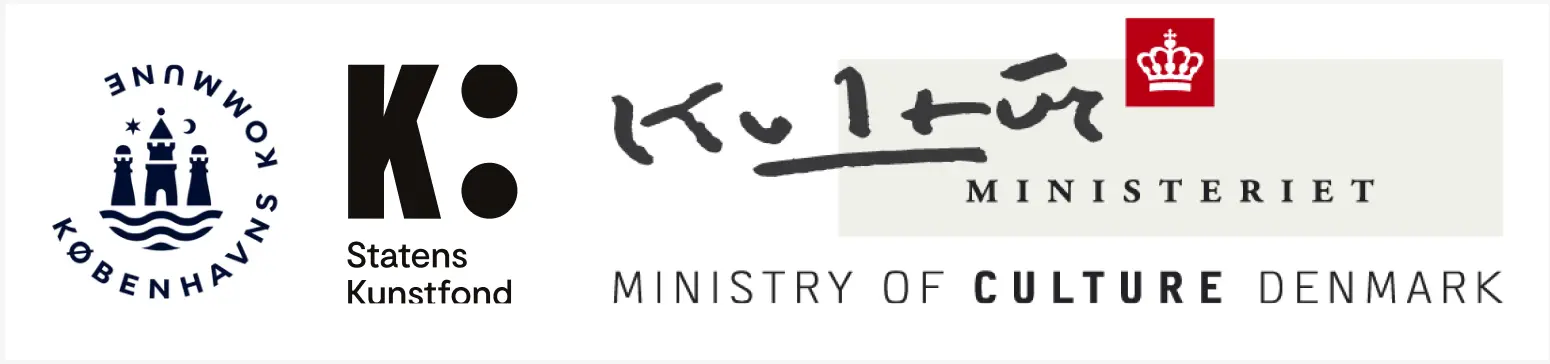 KØBENHAVNS KOMMUNE
K:
Statens
Kunstfond
Kultur
MINISTERIET
MINISTRY OF CULTURE DENMARK